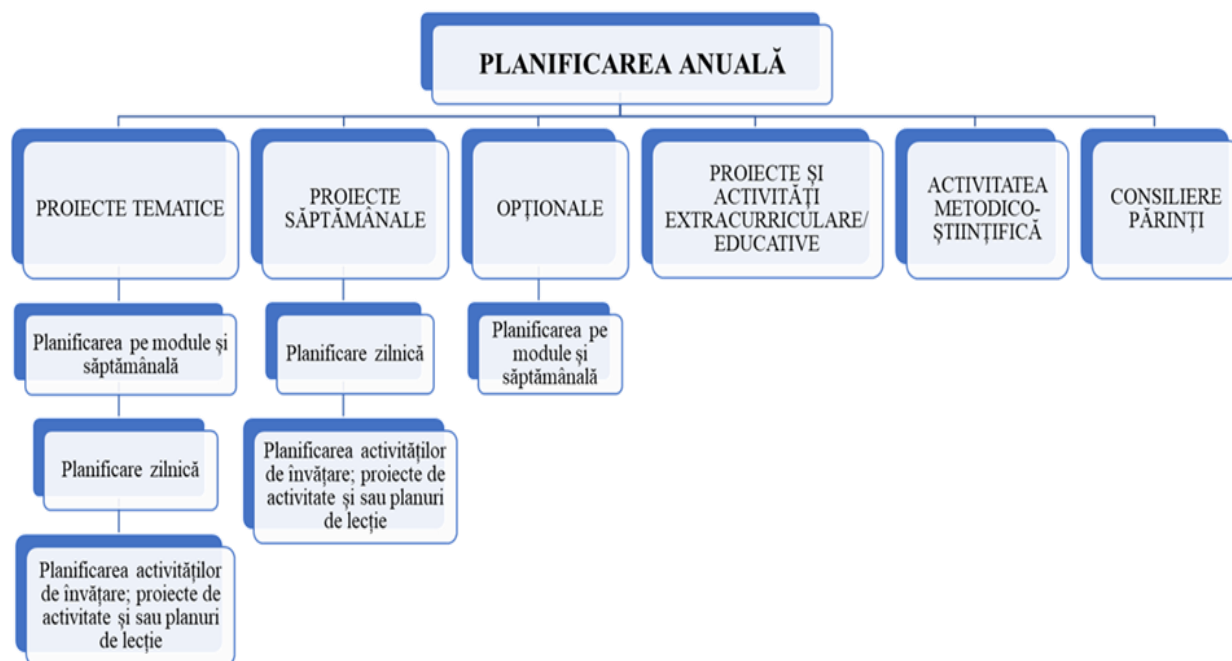 PLANIFICAREA ANUALĂ
PROIECTE TEMATICE
PROIECTE
SĂPTĂMÂNALE
OPȚIONALE
PROIECTE ȘI
ACTIVITĂȚI
EXTRACURRICULARE/
EDUCATIVE
ACTIVITATEA
METODICO-
ȘTIINȚIFICĂ
CONSILIERE
PĂRINȚI
Planificarea pe module și
săptămânală
Planificare zilnică
Planificarea pe
module și
săptămânală
Planificare zilnică
Planificarea activităților
de învățare; proiecte de
activitate și sau planuri
de lecție
Planificarea activităților
de învățare; proiecte de
activitate și sau planuri
de lecție